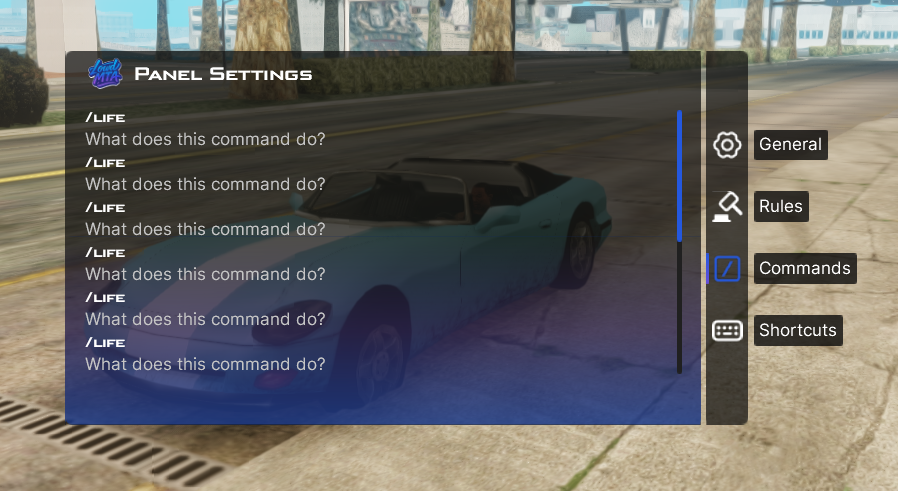 Loud
MTA
Panel Settings
/LIFE
What does this command do?
/LIFE
What does this command do?
/LIFE
What does this command do?
/LIFE
What does this command do?
/LIFE
What does this command do?
/LIFE
What does this command do?
General
Rules
Commands
Shortcuts